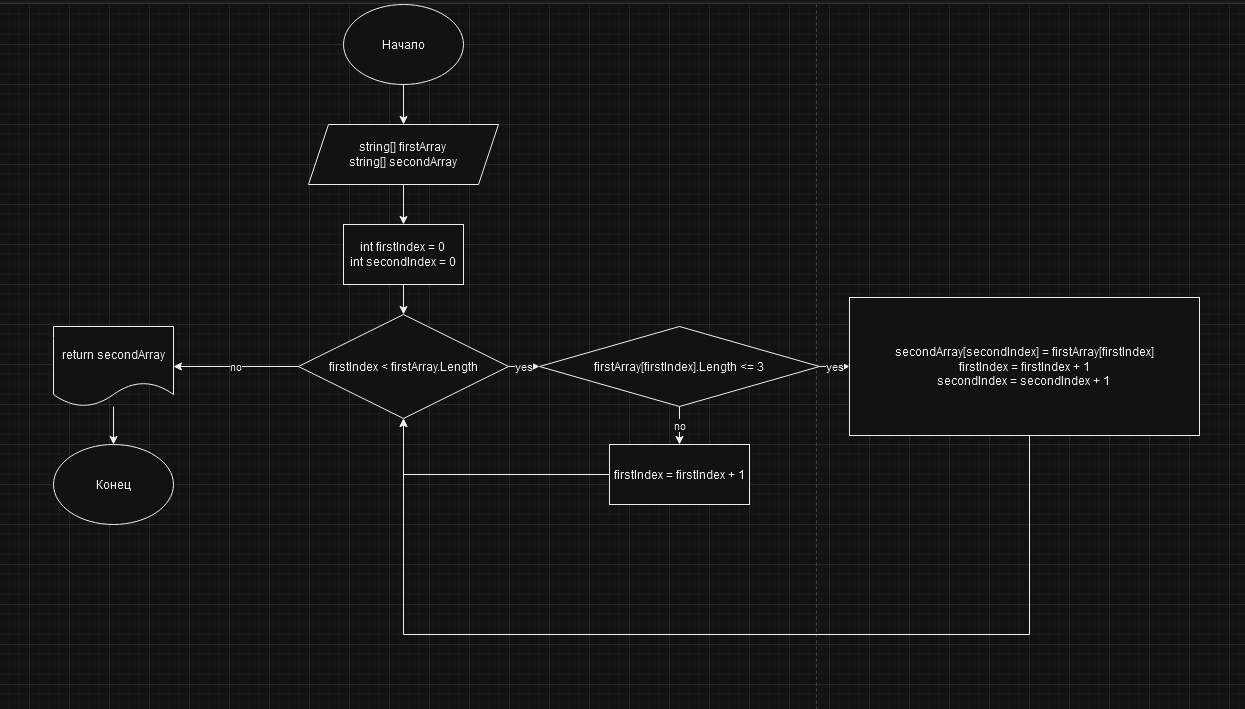 Начало
string[] firstArray
string[] secondArray
int firstIndex = 0
int secondIndex = 0
firstIndex < firstArray.Length
no
return secondArray
Конец
yes
firstArray[firstIndex].Length <= 3
no
firstIndex = firstIndex + 1
yes
secondArray[secondIndex] = firstArray[firstIndex]
firstIndex = firstIndex + 1
secondIndex = secondIndex + 1